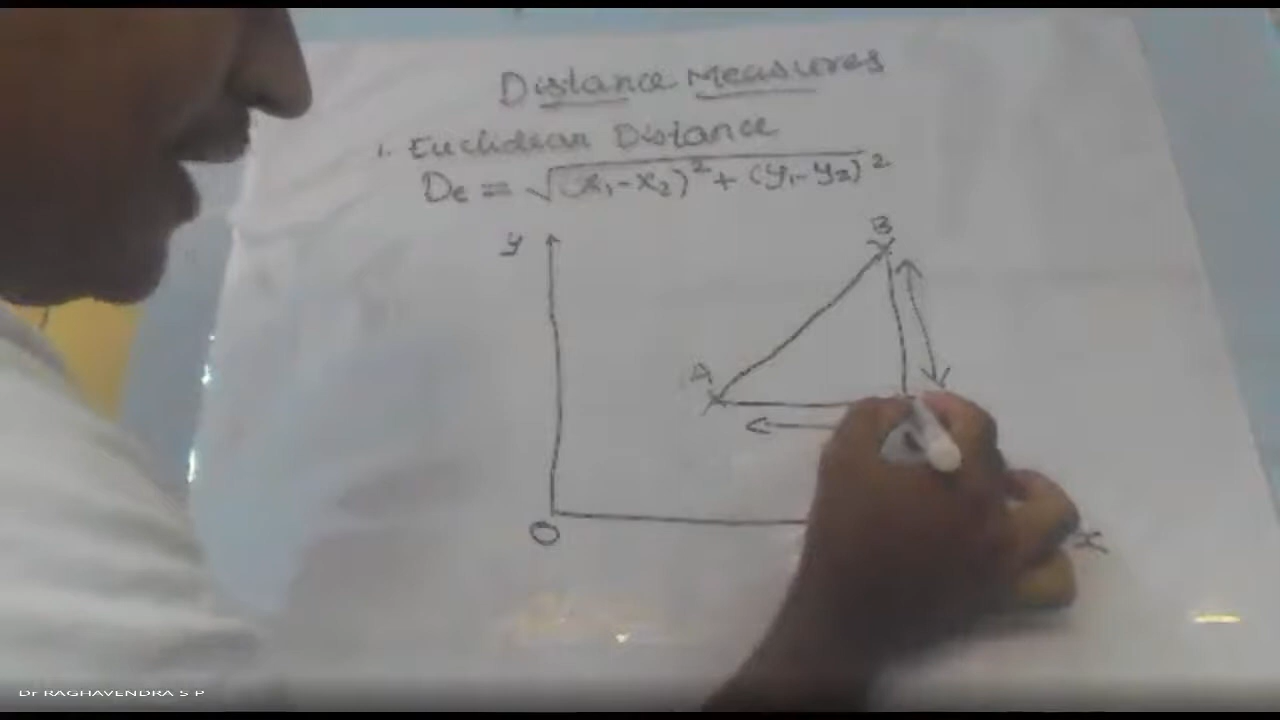 Distance Measures
1. Euclidean Distance
De = √(x₁-x₂)² + (y₁-y₂)²
y
B
A
O
x
Dr RAGHAVENDRA S P